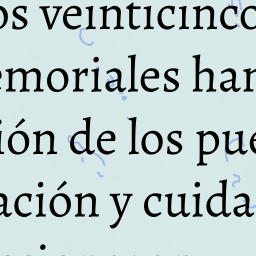 os veinticinco
emoriales han
ión de los pue
ación y cuida